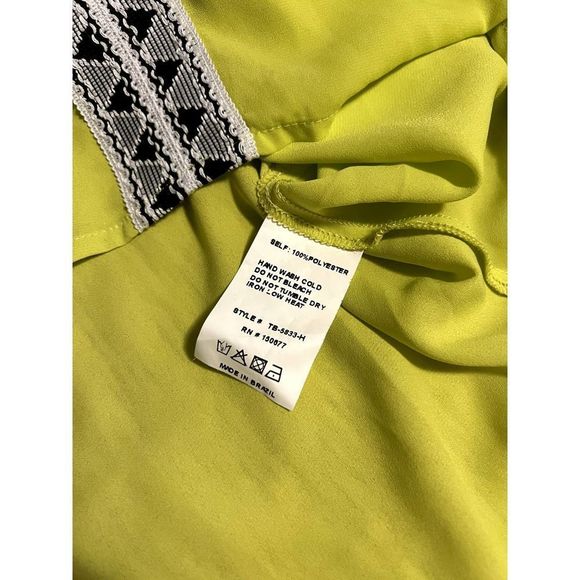 SELF: 100%POLYESTER
HAND WASH COLD
DO NOT BLEACH
DO NOT TUMBLE DRY
IRON LOW HEAT
STYLE # TB-5833-H
RN # 150677
MADE IN BRAZIL